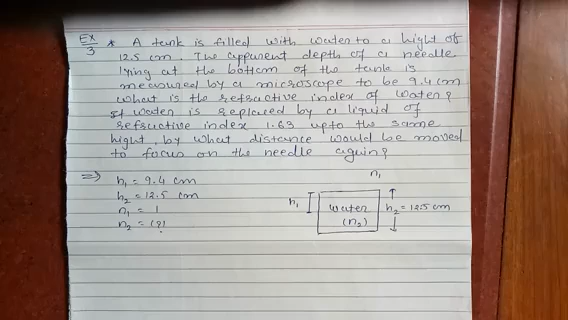 Ex
3 * A tank is filled with water to a hight of
12.5 cm. The apparent depth of a needle
lying at the bottom of the tank is
measured by a microscope to be 9.4 cm
what is the refractive index of water?
If water is replaced by a liquid of
refractive index 1.63 upto the same
hight, by what distance would be moved
to focus on the needle again?
⇒) h₁ = 9.4 cm
h₂ = 12.5 cm
n₁ = 1
n₂ = (?)
n₁
h₁ water h₂ = 12.5 cm
(n₂)